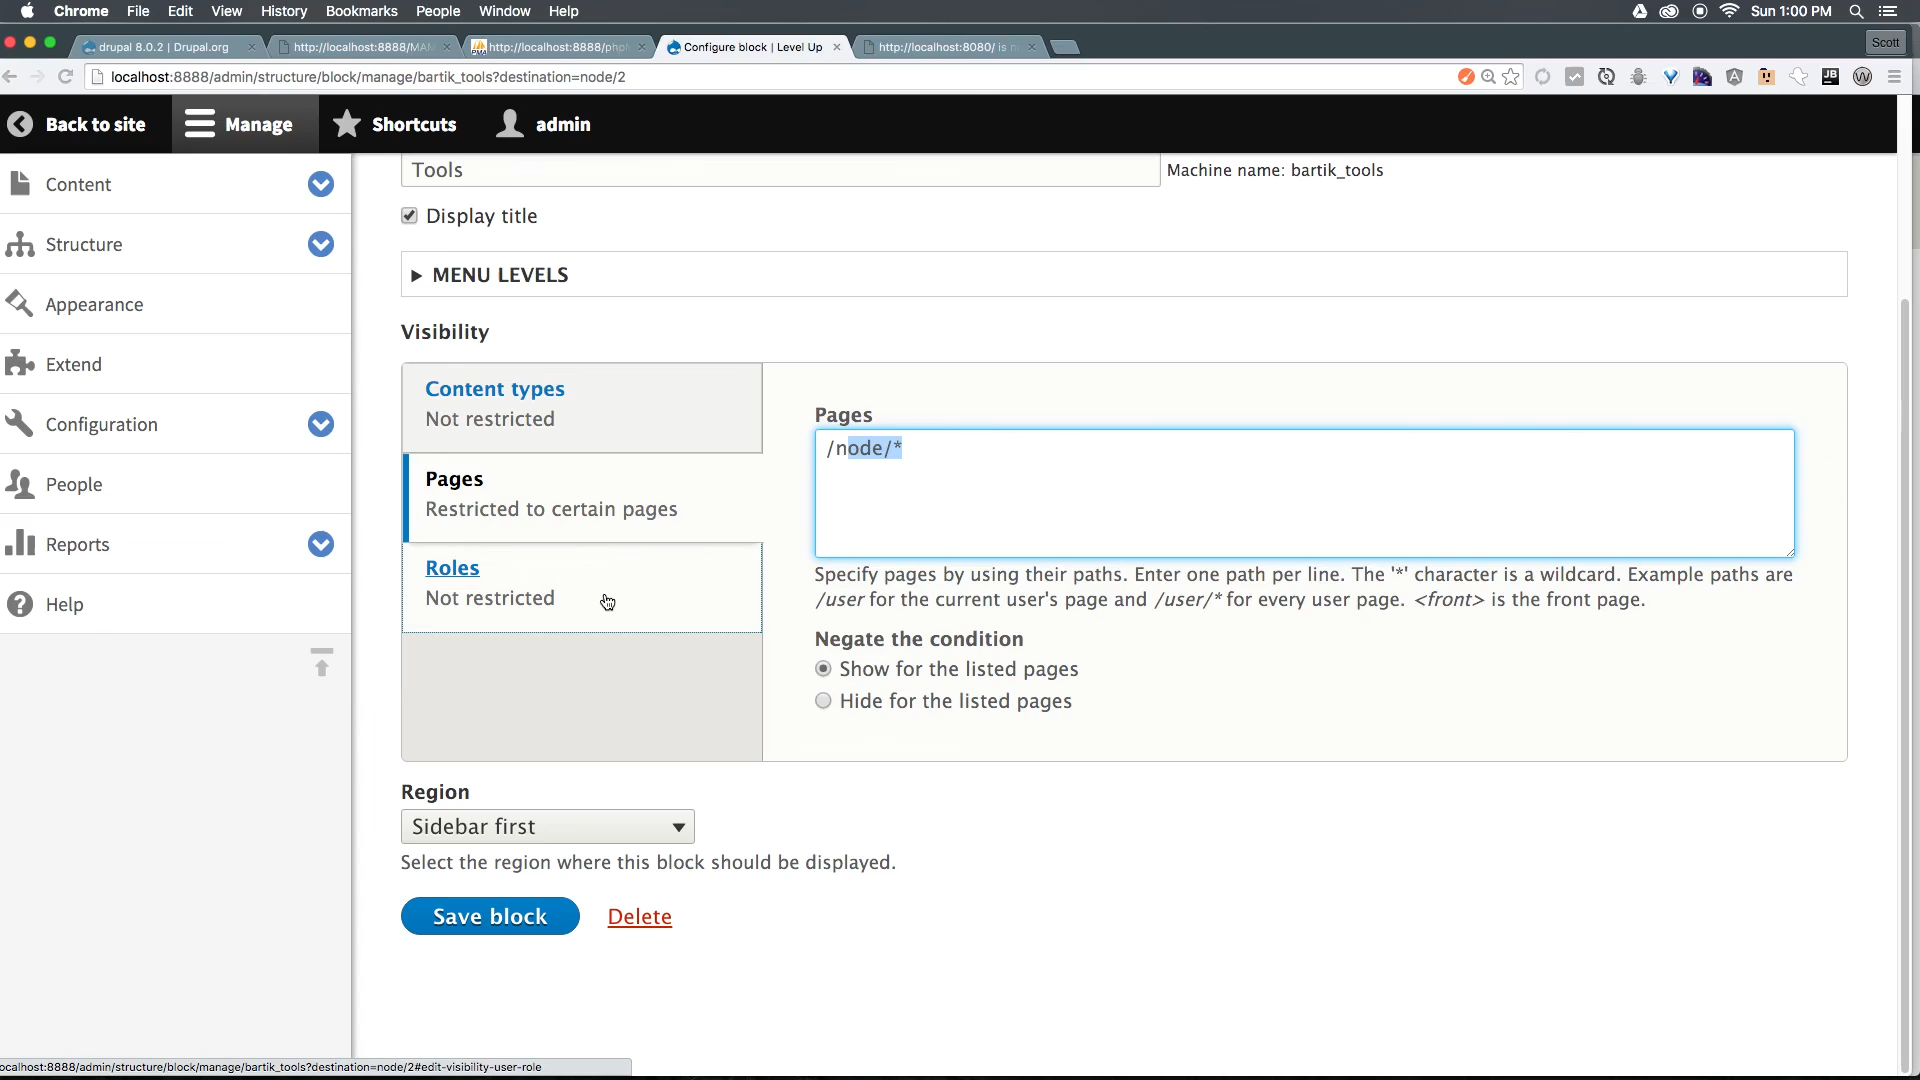 Chrome File Edit View History Bookmarks People Window Help Sun 1:00 PM
drupal 8.0.2 | Drupal.org http://localhost:8888/MAM http://localhost:8888/phpM Configure block | Level Up http://localhost:8080/ is n Scott
localhost:8888/admin/structure/block/manage/bartik_tools?destination=node/2
Back to site Manage Shortcuts admin
Content
Structure
Appearance
Extend
Configuration
People
Reports
Help
Tools Machine name: bartik_tools
Display title
MENU LEVELS
Visibility
Content types
Not restricted
Pages
Restricted to certain pages
Roles
Not restricted
Pages
/node/*
Specify pages by using their paths. Enter one path per line. The '*' character is a wildcard. Example paths are
/user for the current user's page and /user/* for every user page. <front> is the front page.
Negate the condition
Show for the listed pages
Hide for the listed pages
Region
Sidebar first
Select the region where this block should be displayed.
Save block Delete
ocalhost:8888/admin/structure/block/manage/bartik_tools?destination=node/2#edit-visibility-user-role